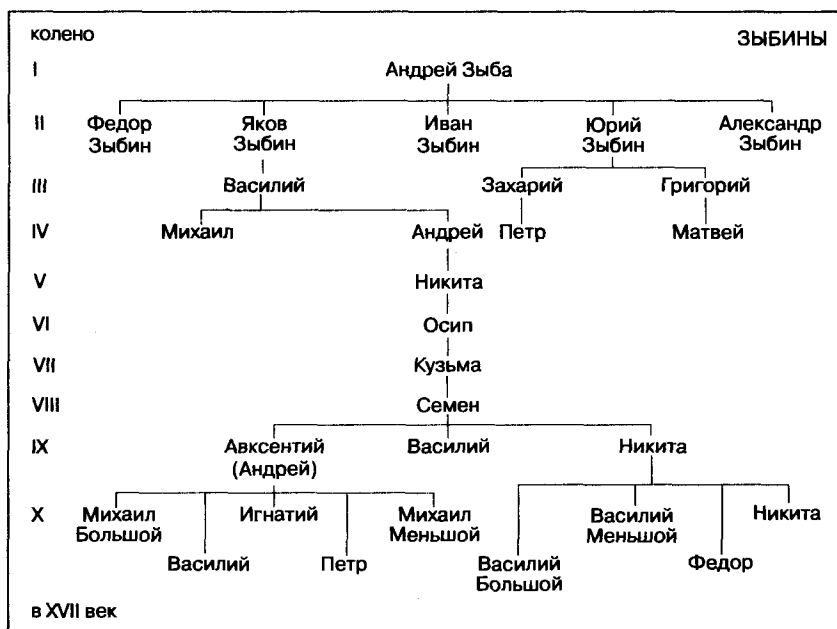 колено ЗЫБИНЫ
I Андрей Зыба
II Федор Яков Иван Юрий Александр
Зыбин Зыбин Зыбин Зыбин Зыбин
III Василий Захарий Григорий
IV Михаил Андрей Петр Матвей
V Никита
VI Осип
VII Кузьма
VIII Семен
IX Авксентий Василий Никита
(Андрей)
X Михаил Игнатий Михаил Василий Никита
Большой Меньшой Меньшой
Василий Петр Василий Федор
Большой
в XVII век